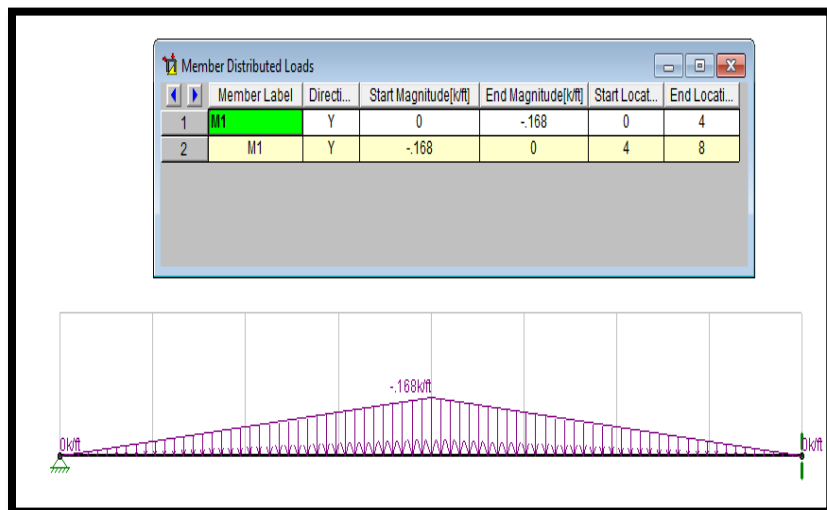 Member Distributed Loads
Member Label Directi... Start Magnitude[k/ft] End Magnitude[k/ft] Start Locat... End Locati...
1 M1 Y 0 -.168 0 4
2 M1 Y -.168 0 4 8
-.168k/ft
0k/ft 0k/ft